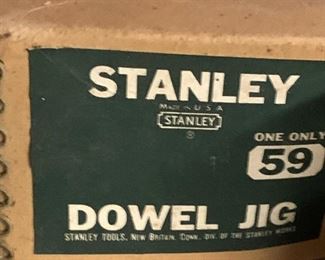 STANLEY
MADE IN U.S.A
STANLEY
®
ONE ONLY
59
DOWEL JIG
STANLEY TOOLS, NEW BRITAIN, CONN. DIV. OF THE STANLEY WORKS